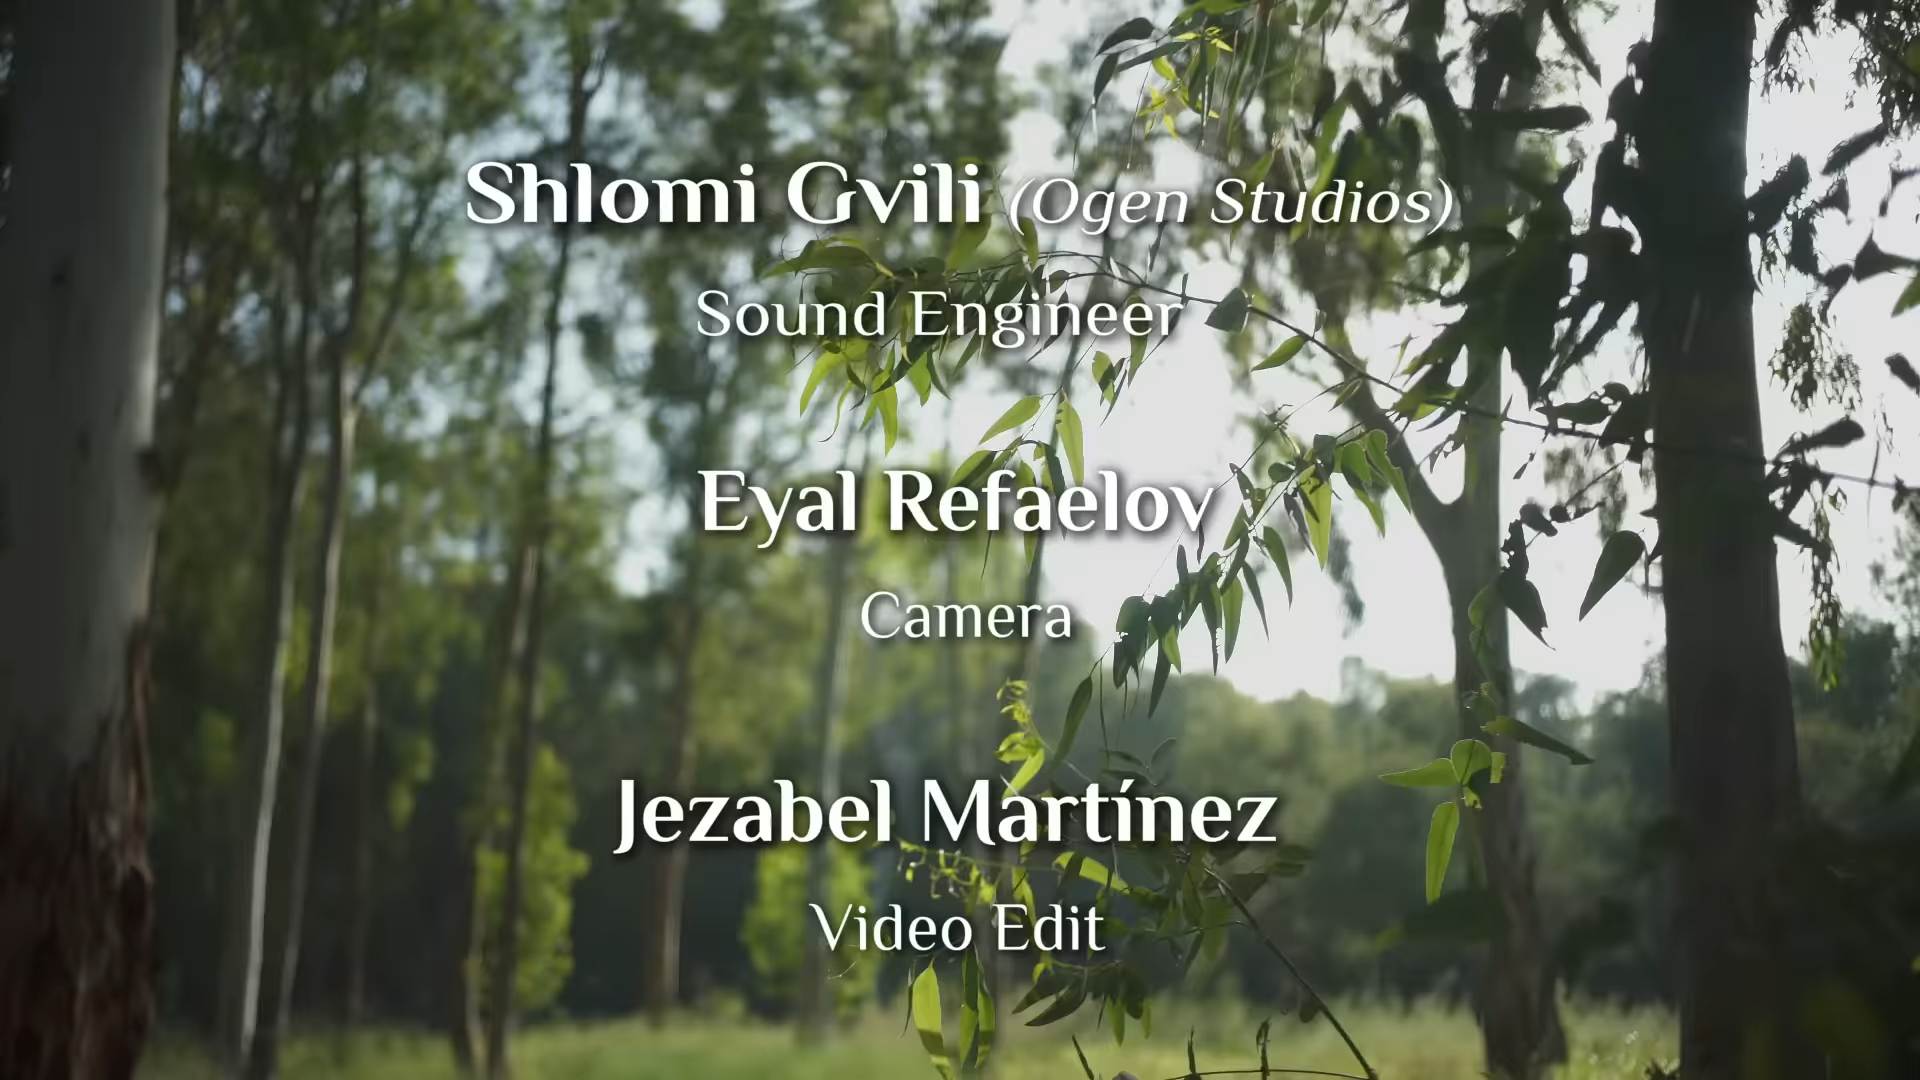 Shlomi Gvili (Ogen Studios)
Sound Engineer
Eyal Refaelov
Camera
Jezabel Martínez
Video Edit